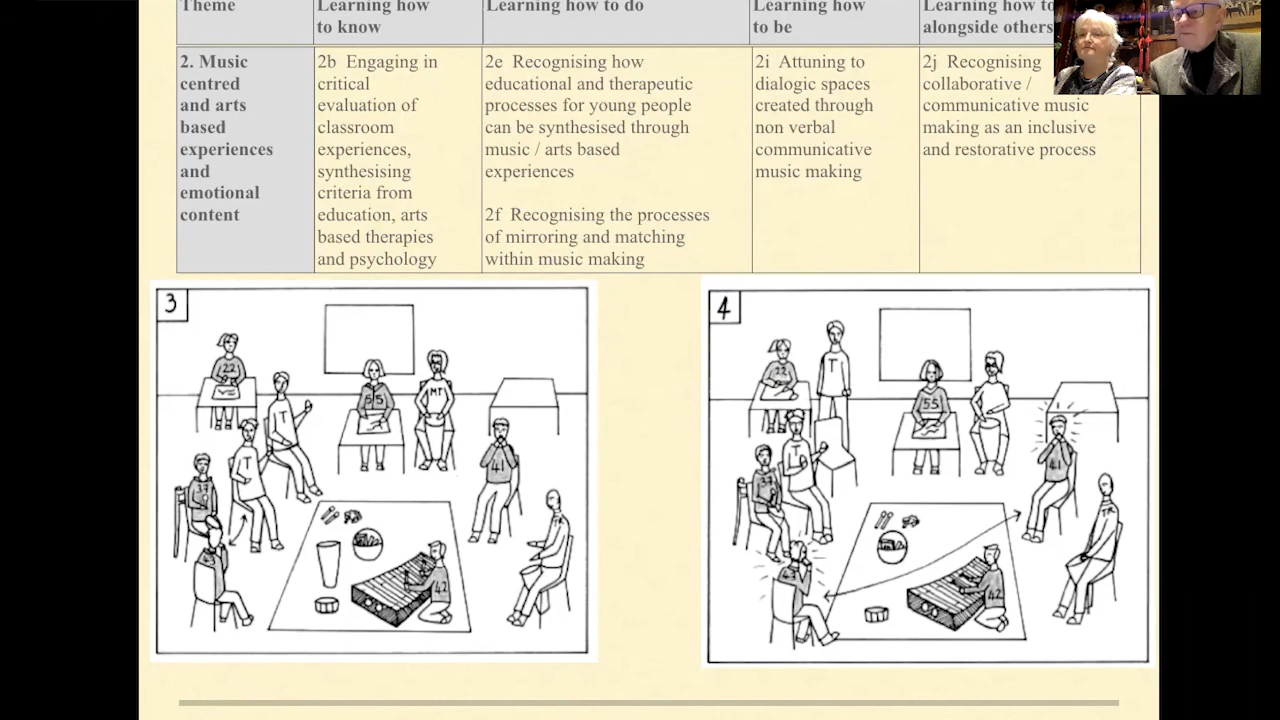 Theme
Learning how
to know
Learning how to do
Learning how
to be
Learning how to
alongside others
2. Music
centred
and arts
based
experiences
and
emotional
content
2b Engaging in
critical
evaluation of
classroom
experiences,
synthesising
criteria from
education, arts
based therapies
and psychology
2e Recognising how
educational and therapeutic
processes for young people
can be synthesised through
music / arts based
experiences
2f Recognising the processes
of mirroring and matching
within music making
2i Attuning to
dialogic spaces
created through
non verbal
communicative
music making
2j Recognising
collaborative /
communicative music
making as an inclusive
and restorative process
3
22
T
55
MT
T
41
42
4
22
T
55
T
41
TR
42